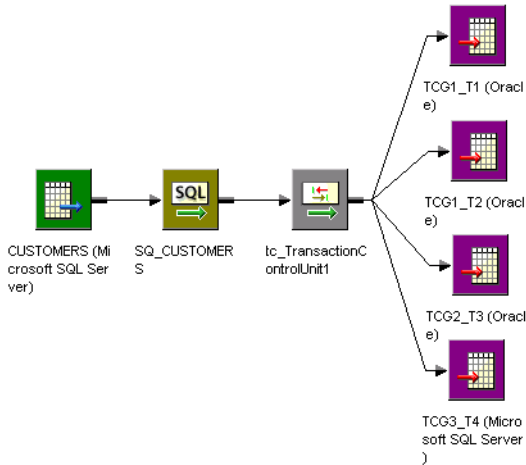 TCG1_T1 (Oracl
e)
TCG1_T2 (Oracl
e)
SQL
CUSTOMERS (Mi
crosoft SQL Ser
ver)
SQ_CUSTOMER
S
tc_TransactionC
ontrolUnit1
TCG2_T3 (Oracl
e)
TCG3_T4 (Micro
soft SQL Server
)